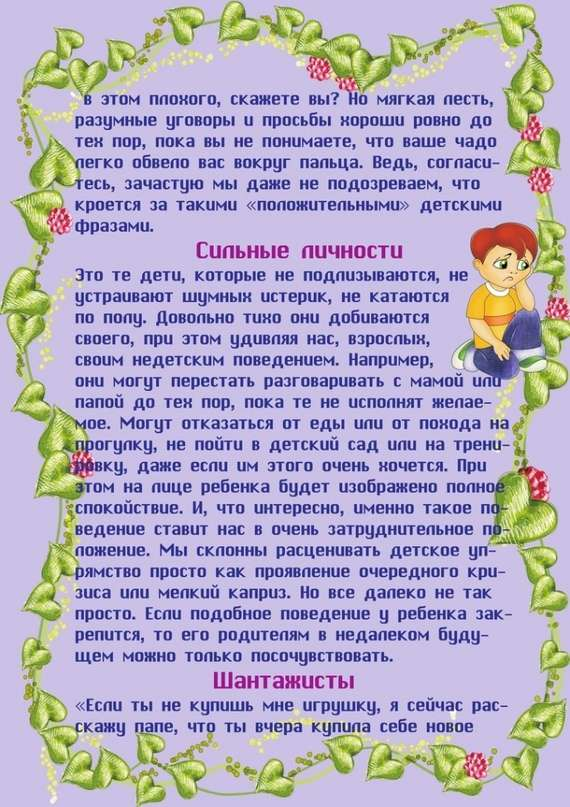 в этом плохого, скажете вы? Но мягкая лесть,
разумные уговоры и просьбы хороши ровно до
тех пор, пока вы не понимаете, что ваше чадо
легко обвело вас вокруг пальца. Ведь, согласи-
тесь, зачастую мы даже не подозреваем, что
кроется за такими «положительными» детскими
фразами.
Сильные личности
Это те дети, которые не подлизываются, не
устраивают шумных истерик, не катаются
по полу. Довольно тихо они добиваются
своего, при этом удивляя нас, взрослых,
своим недетским поведением. Например,
они могут перестать разговаривать с мамой или
папой до тех пор, пока те не исполнят желае-
мое. Могут отказаться от еды или от похода на
прогулку, не пойти в детский сад или на трени-
ровку, даже если им этого очень хочется. При
этом на лице ребенка будет изображено полное
спокойствие. И, что интересно, именно такое по-
ведение ставит нас в очень затруднительное по-
ложение. Мы склонны расценивать детское уп-
рямство просто как проявление очередного кри-
зиса или мелкий каприз. Но все далеко не так
просто. Если подобное поведение у ребенка зак-
репится, то его родителям в недалеком буду-
щем можно только посочувствовать.
Шантажисты
«Если ты не купишь мне игрушку, я сейчас рас-
скажу папе, что ты вчера купила себе новое